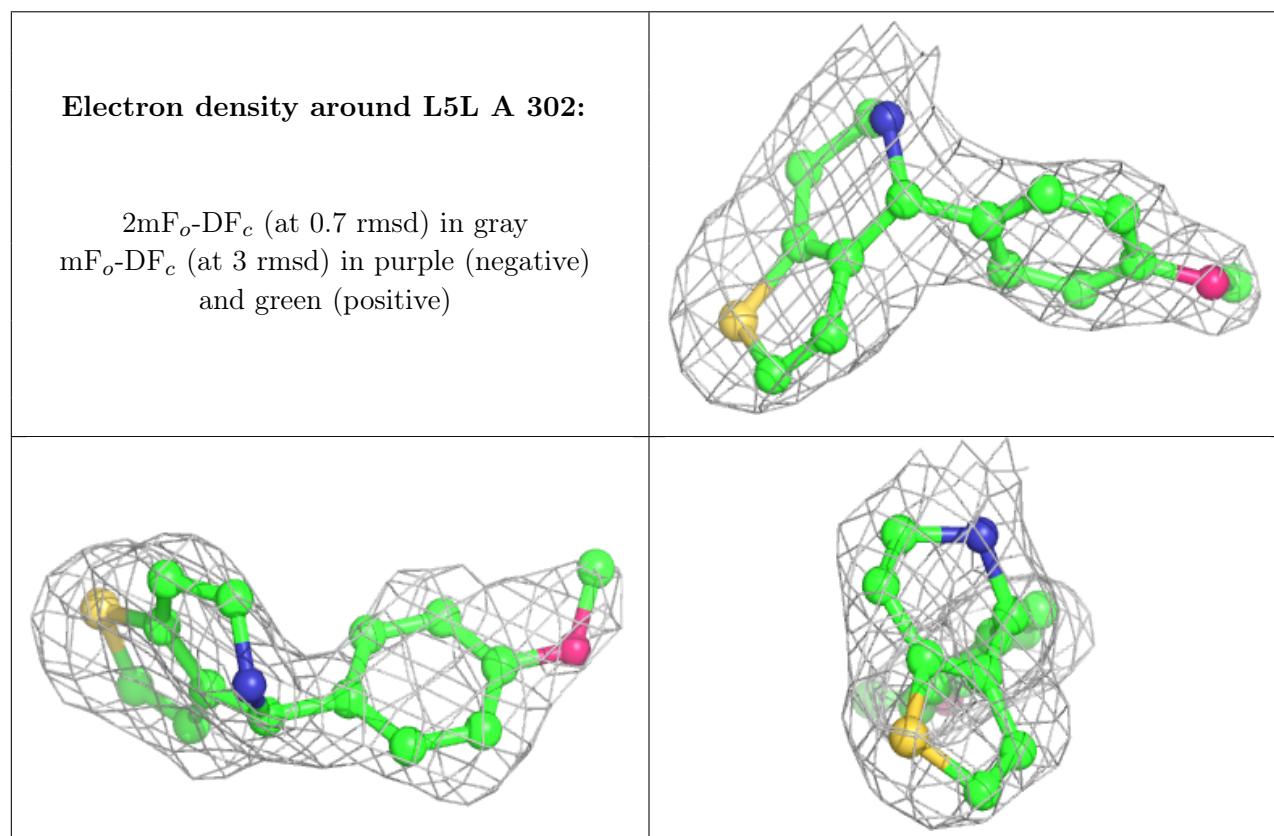 Electron density around L5L A 302:
2mFₒ-DF𝑐 (at 0.7 rmsd) in gray
mFₒ-DF𝑐 (at 3 rmsd) in purple (negative)
and green (positive)